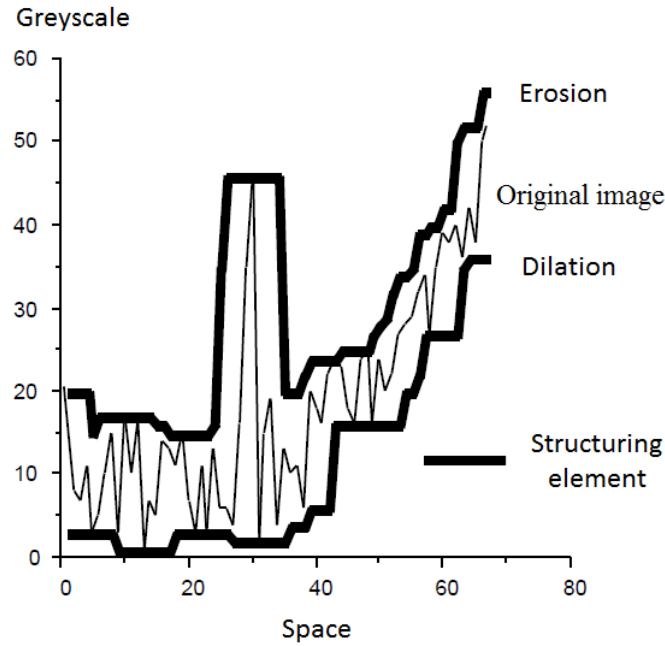 Greyscale
60
50
40
30
20
10
0
Erosion
Original image
Dilation
Structuring
element
0 20 40 60 80
Space